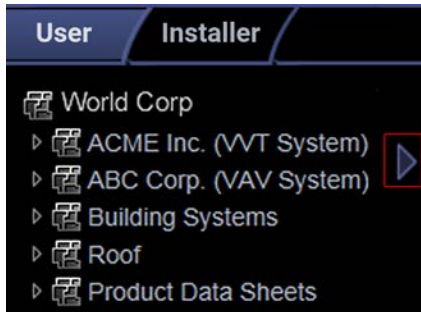 User Installer
World Corp
ACME Inc. (VVT System)
ABC Corp. (VAV System)
Building Systems
Roof
Product Data Sheets